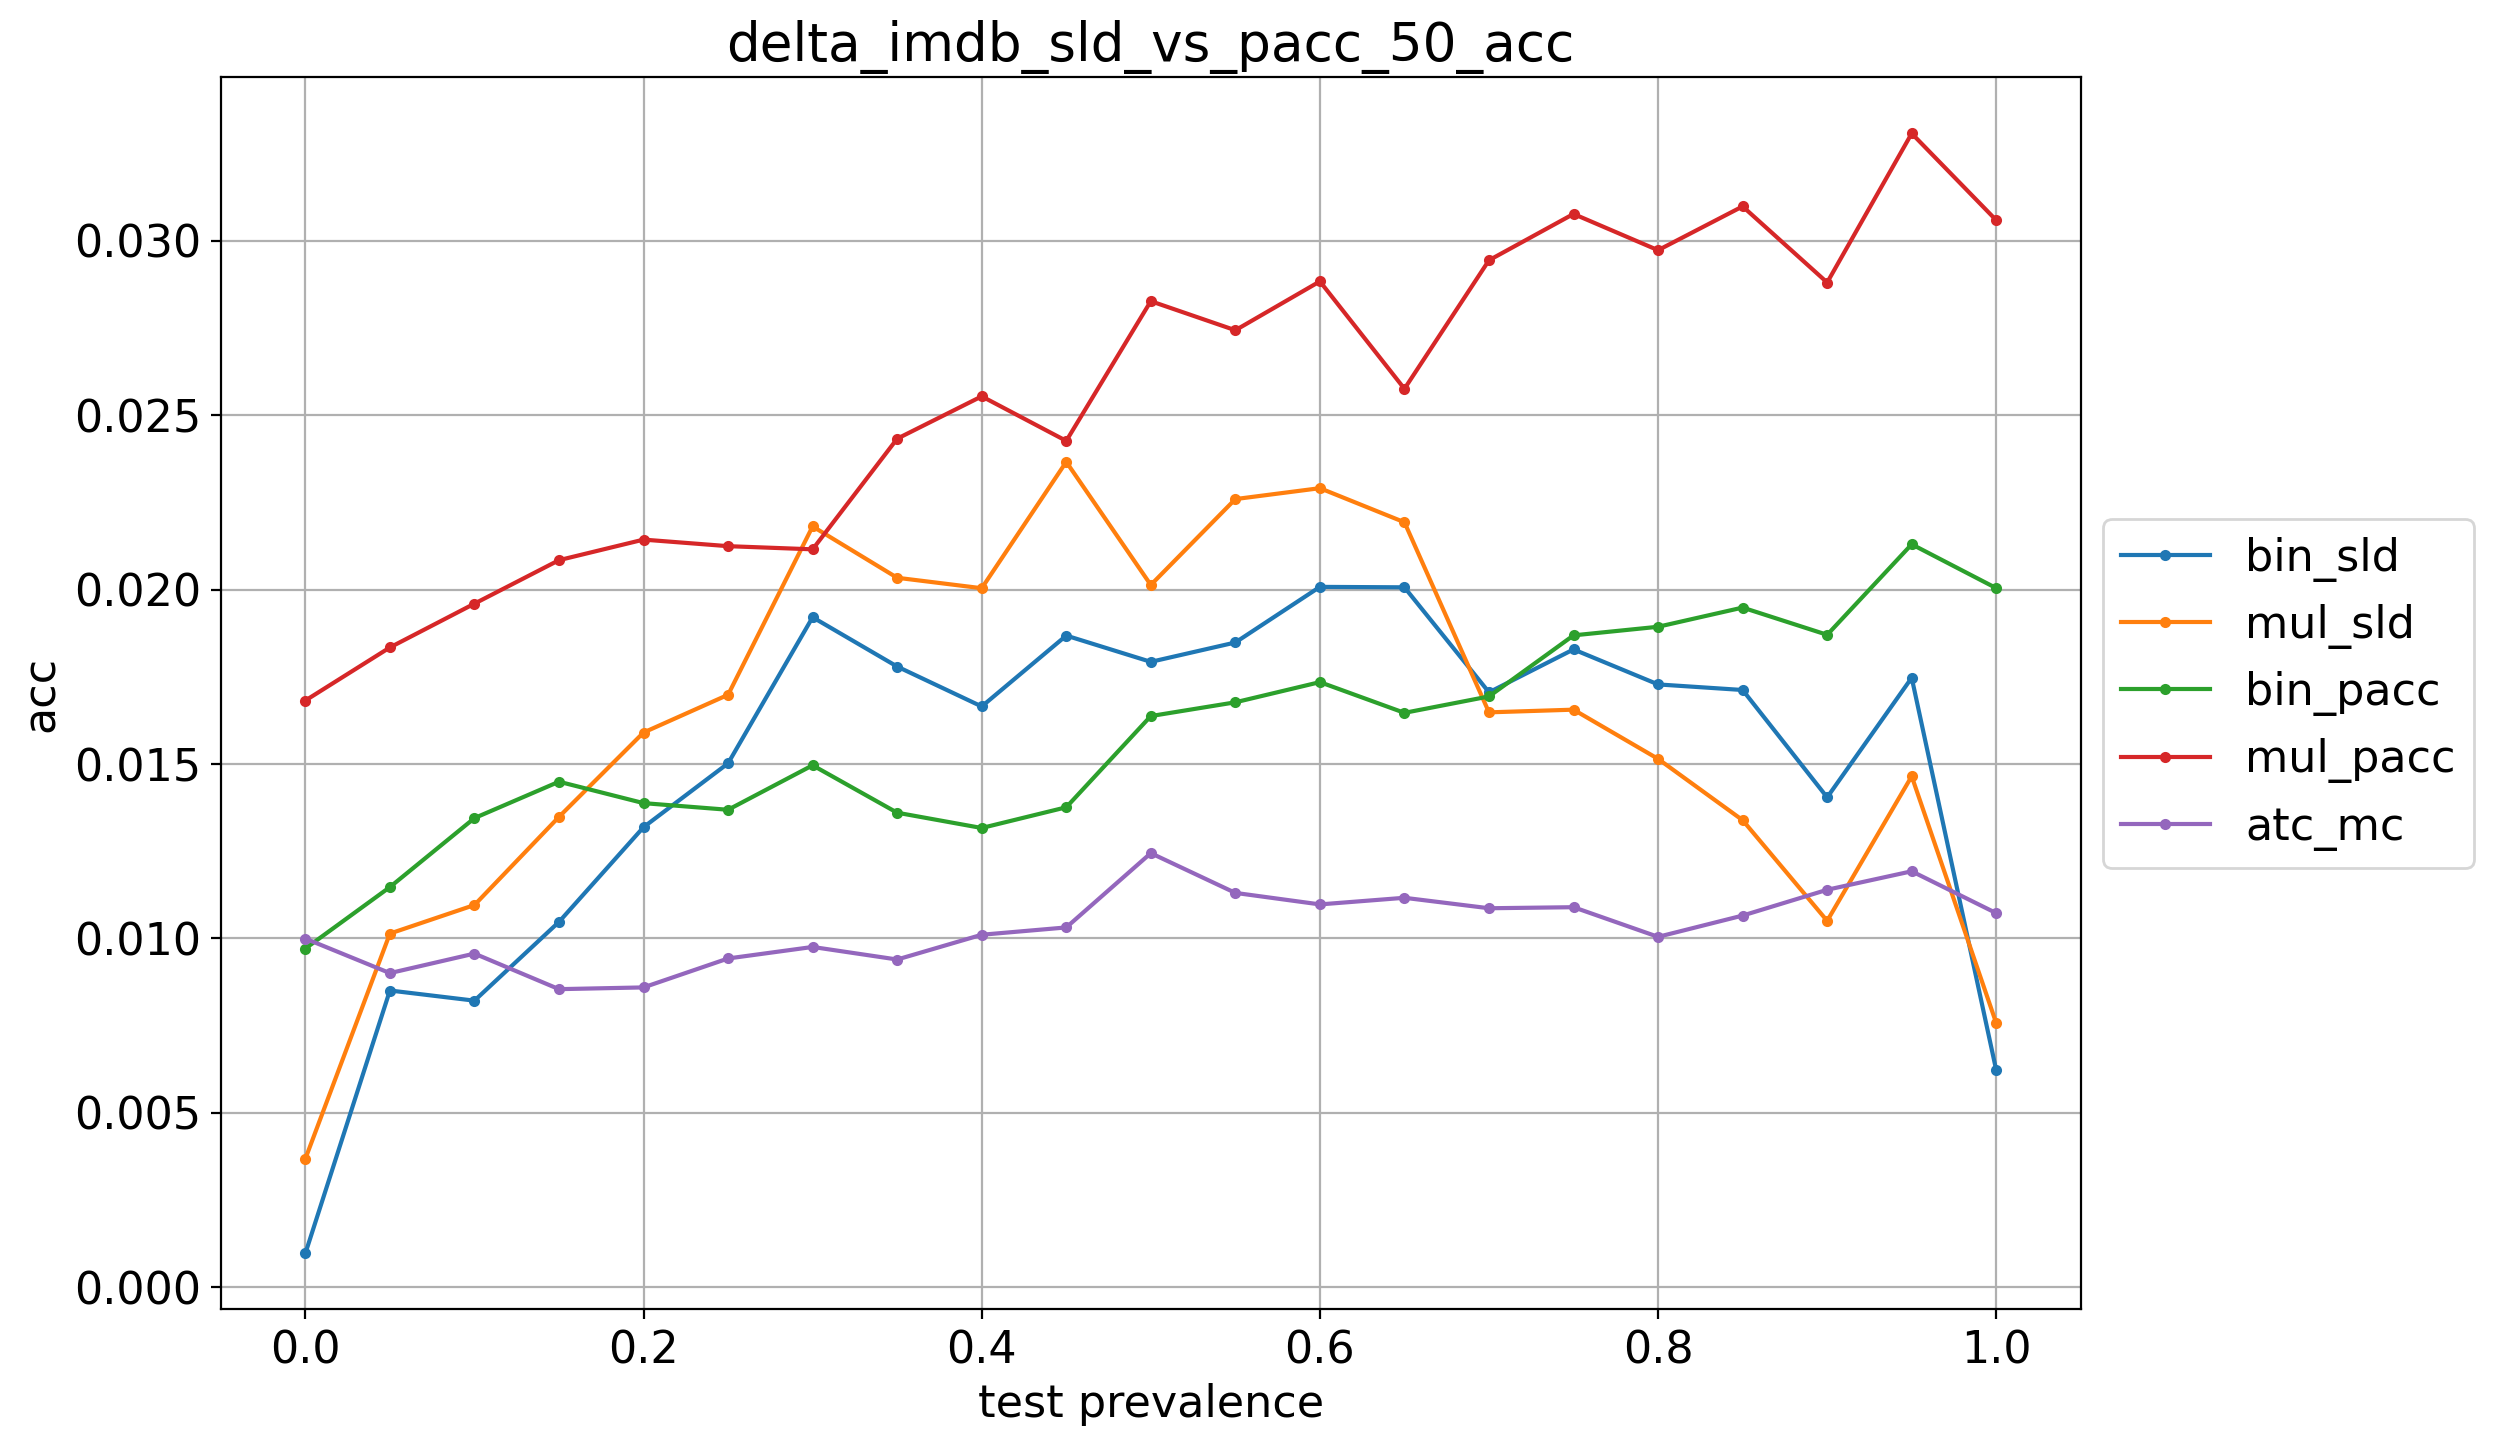 delta_imdb_sld_vs_pacc_50_acc
0.030
0.025
0.020
0.015
0.010
0.005
0.000
acc
0.0 0.2 0.4 0.6 0.8 1.0
test prevalence
bin_sld
mul_sld
bin_pacc
mul_pacc
atc_mc